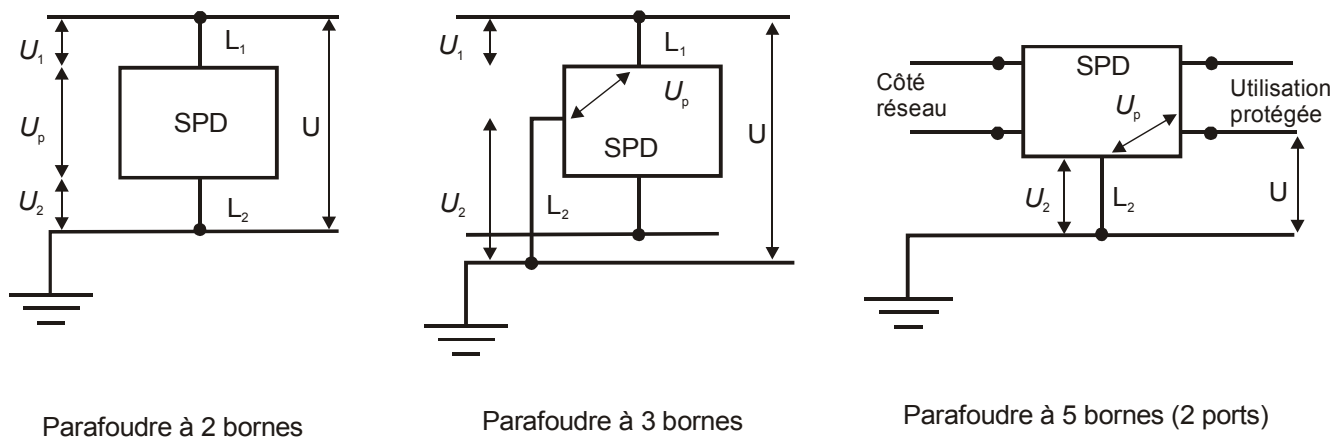 U₁
L₁
Uₚ
SPD
U
U₂
L₂
Parafoudre à 2 bornes
U₁
L₁
Uₚ
SPD
U
U₂
L₂
Parafoudre à 3 bornes
Côté
réseau
SPD
Uₚ
Utilisation
protégée
U₂
L₂
U
Parafoudre à 5 bornes (2 ports)